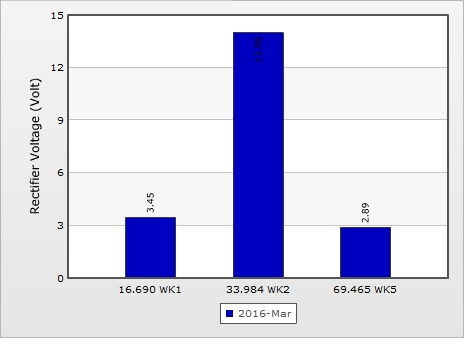 15
12
9
6
3
0
Rectifier Voltage (Volt)
3.45
2.89
16.690 WK1
33.984 WK2
69.465 WK5
2016-Mar